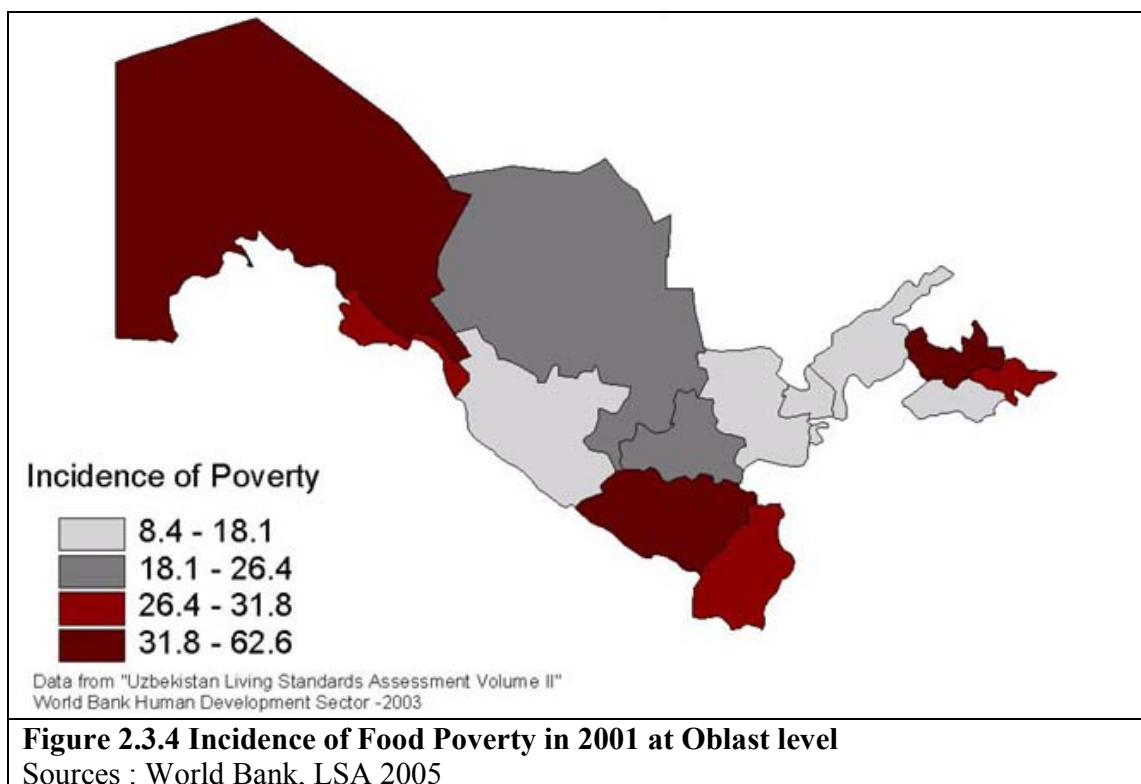 Incidence of Poverty
8.4 - 18.1
18.1 - 26.4
26.4 - 31.8
31.8 - 62.6
Data from "Uzbekistan Living Standards Assessment Volume II"
World Bank Human Development Sector -2003
Figure 2.3.4 Incidence of Food Poverty in 2001 at Oblast level
Sources : World Bank, LSA 2005